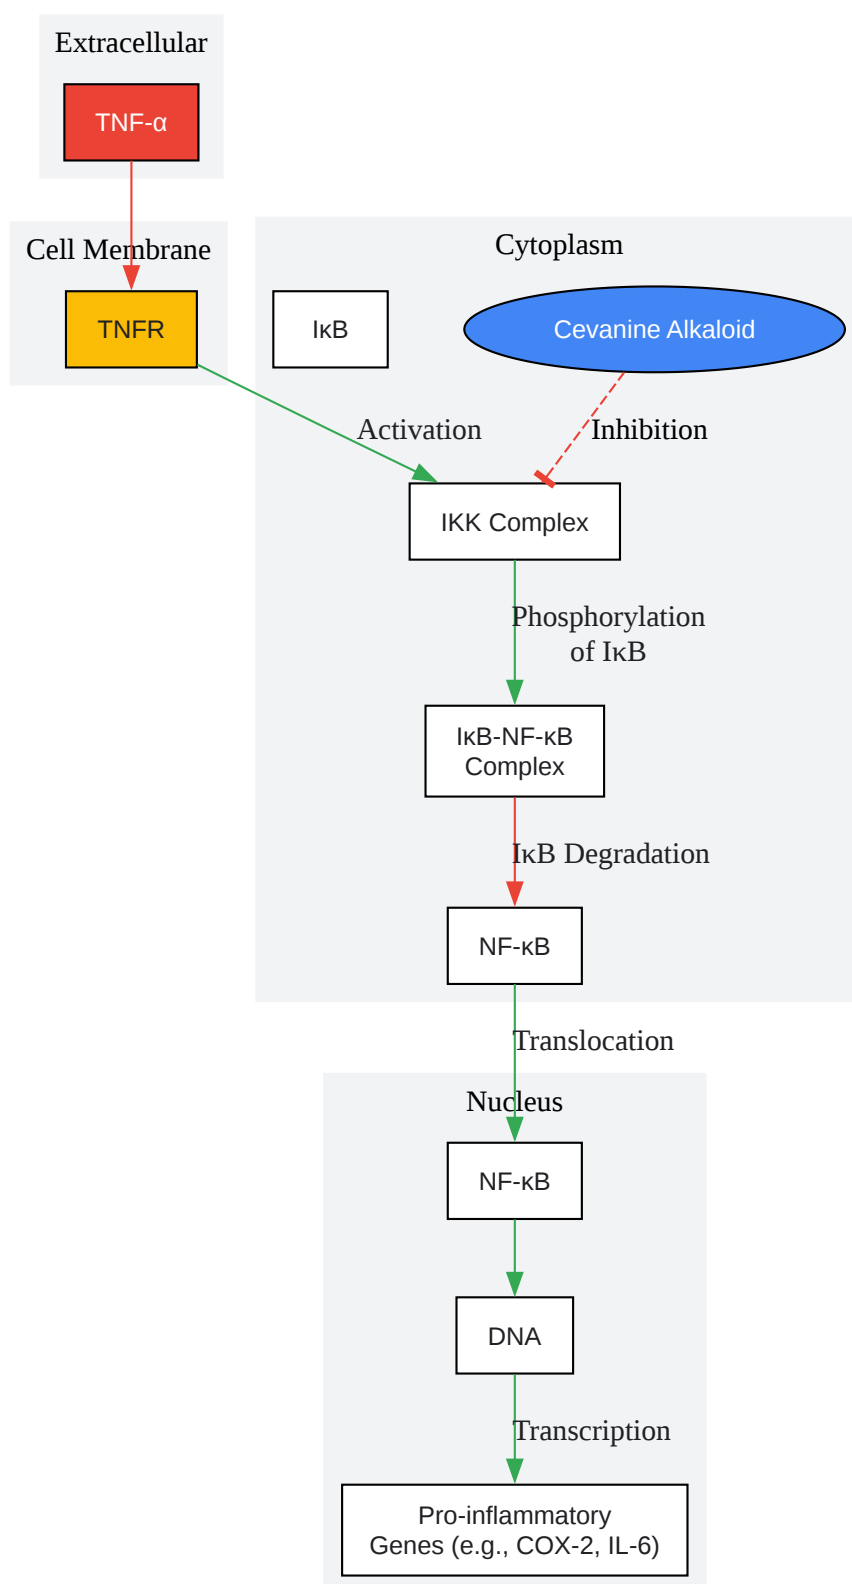 Extracellular
TNF-α
Cell Membrane
TNFR
Cytoplasm
IκB
Cevanine Alkaloid
Activation
Inhibition
IKK Complex
Phosphorylation
of IκB
IκB-NF-κB
Complex
IκB Degradation
NF-κB
Translocation
Nucleus
NF-κB
DNA
Transcription
Pro-inflammatory
Genes (e.g., COX-2, IL-6)